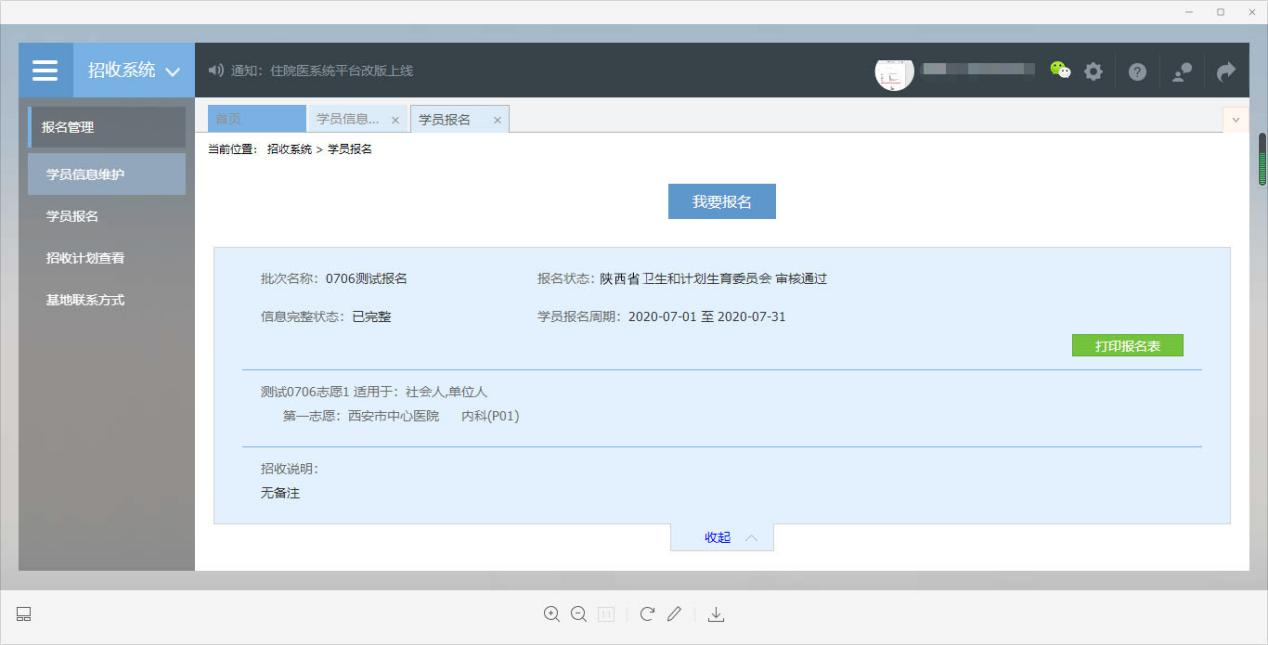 招收系统
通知：住院医系统平台改版上线
报名管理
学员信息维护
学员报名
招收计划查看
基地联系方式
首页
学员信息...
学员报名
当前位置： 招收系统 > 学员报名
我要报名
批次名称：0706测试报名
报名状态：陕西省卫生和计划生育委员会 审核通过
信息完整状态：已完整
学员报名周期：2020-07-01 至 2020-07-31
打印报名表
测试0706志愿1 适用于：社会人,单位人
第一志愿：西安市中心医院 内科(P01)
招收说明：
无备注
收起
1:1